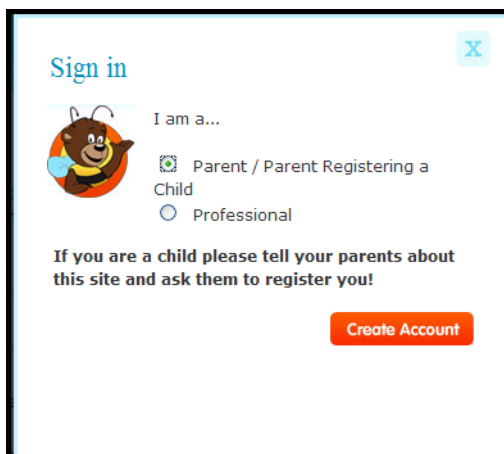 X
Sign in
I am a...
Parent / Parent Registering a
Child
Professional
If you are a child please tell your parents about
this site and ask them to register you!
Create Account